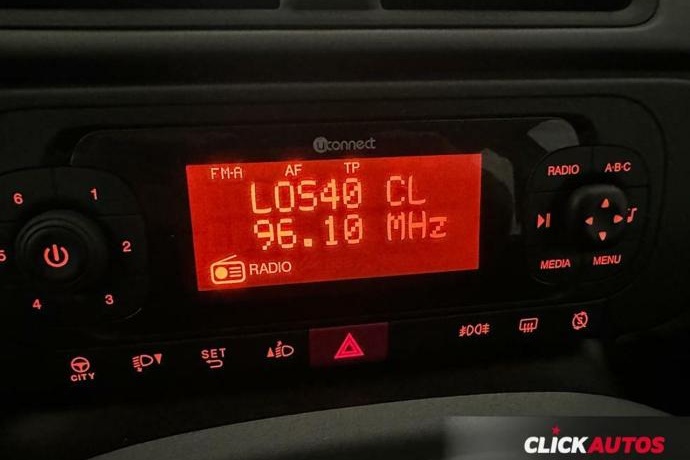 Uconnect
FM-A AF TP
LOS40 CL
96.10 MHz
RADIO
6 1
5 2
4 3
RADIO A·B·C
MEDIA MENU
CITY
SET
CLICKAUTOS